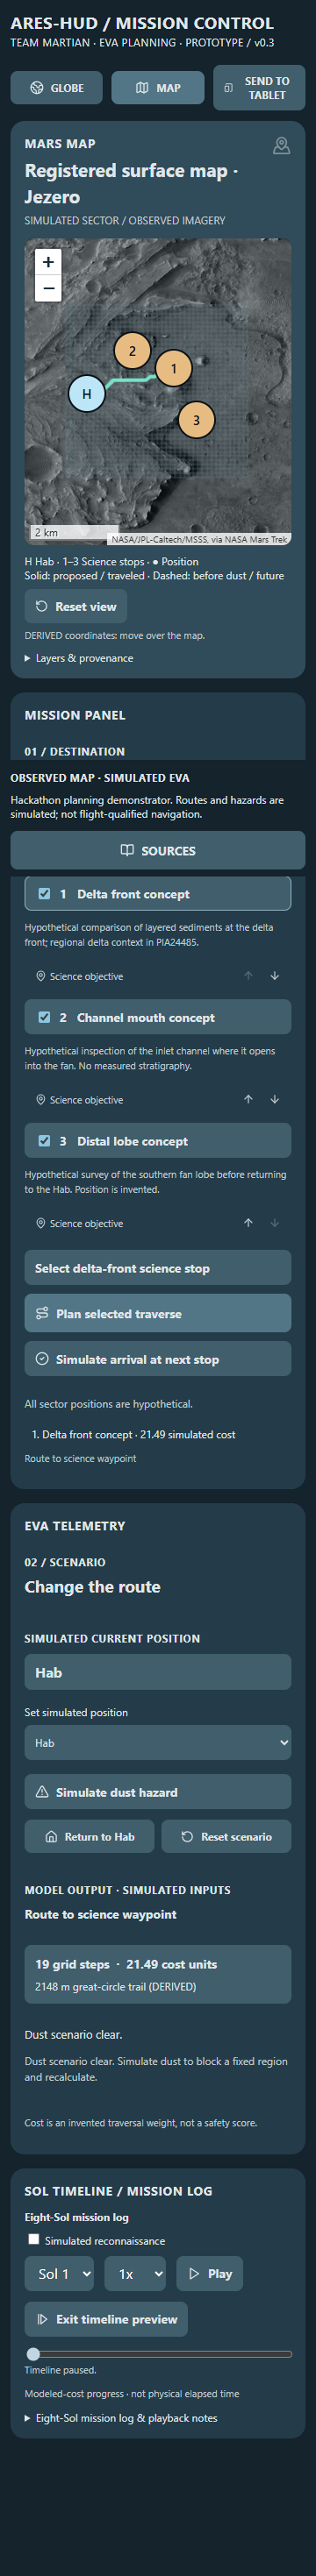 ARES-HUD / MISSION CONTROL
TEAM MARTIAN · EVA PLANNING · PROTOTYPE / v0.3
GLOBE
MAP
SEND TO
TABLET
MARS MAP
Registered surface map ·
Jezero
SIMULATED SECTOR / OBSERVED IMAGERY
+
−
2
1
H
3
2 km
NASA/JPL-Caltech/MSSS, via NASA Mars Trek
H Hab · 1–3 Science stops · ● Position
Solid: proposed / traveled · Dashed: before dust / future
Reset view
DERIVED coordinates: move over the map.
Layers & provenance
MISSION PANEL
01 / DESTINATION
OBSERVED MAP · SIMULATED EVA
Hackathon planning demonstrator. Routes and hazards are
simulated; not flight-qualified navigation.
SOURCES
1 Delta front concept
Hypothetical comparison of layered sediments at the delta
front; regional delta context in PIA24485.
Science objective
2 Channel mouth concept
Hypothetical inspection of the inlet channel where it opens
into the fan. No measured stratigraphy.
Science objective
3 Distal lobe concept
Hypothetical survey of the southern fan lobe before returning
to the Hab. Position is invented.
Science objective
Select delta-front science stop
Plan selected traverse
Simulate arrival at next stop
All sector positions are hypothetical.
1. Delta front concept · 21.49 simulated cost
Route to science waypoint
EVA TELEMETRY
02 / SCENARIO
Change the route
SIMULATED CURRENT POSITION
Hab
Set simulated position
Hab
Simulate dust hazard
Return to Hab
Reset scenario
MODEL OUTPUT · SIMULATED INPUTS
Route to science waypoint
19 grid steps · 21.49 cost units
2148 m great-circle trail (DERIVED)
Dust scenario clear.
Dust scenario clear. Simulate dust to block a fixed region
and recalculate.
Cost is an invented traversal weight, not a safety score.
SOL TIMELINE / MISSION LOG
Eight-Sol mission log
Simulated reconnaissance
Sol 1
1x
Play
Exit timeline preview
Timeline paused.
Modeled-cost progress · not physical elapsed time
Eight-Sol mission log & playback notes